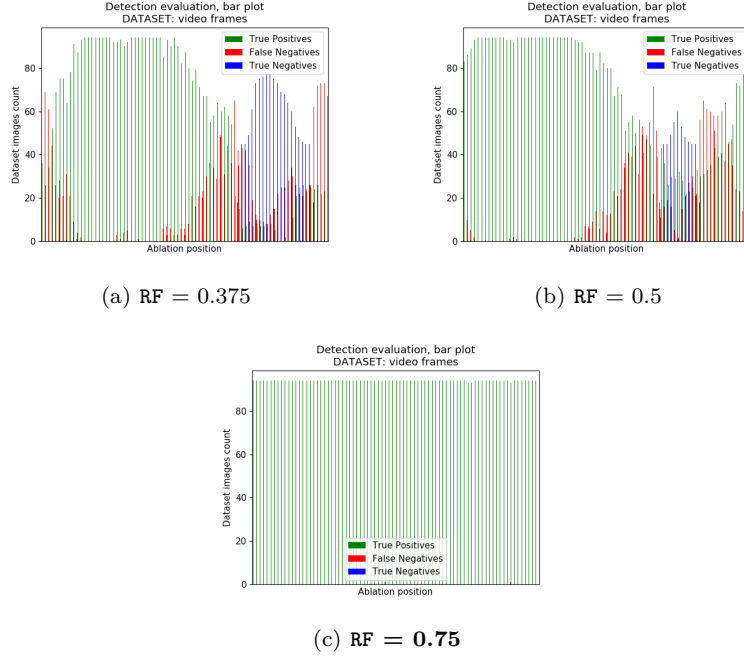 Detection evaluation, bar plot
DATASET: video frames
True Positives
False Negatives
True Negatives
Dataset images count
80
60
40
20
0
Ablation position
(a) RF = 0.375
Detection evaluation, bar plot
DATASET: video frames
True Positives
False Negatives
True Negatives
Dataset images count
80
60
40
20
0
Ablation position
(b) RF = 0.5
Detection evaluation, bar plot
DATASET: video frames
Dataset images count
80
60
40
20
0
True Positives
False Negatives
True Negatives
Ablation position
(c) RF = 0.75